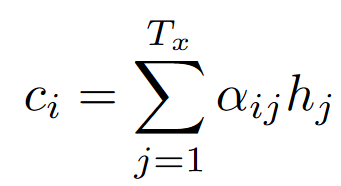 $c_i = \sum_{j=1}^{T_x} \alpha_{ij} h_j$